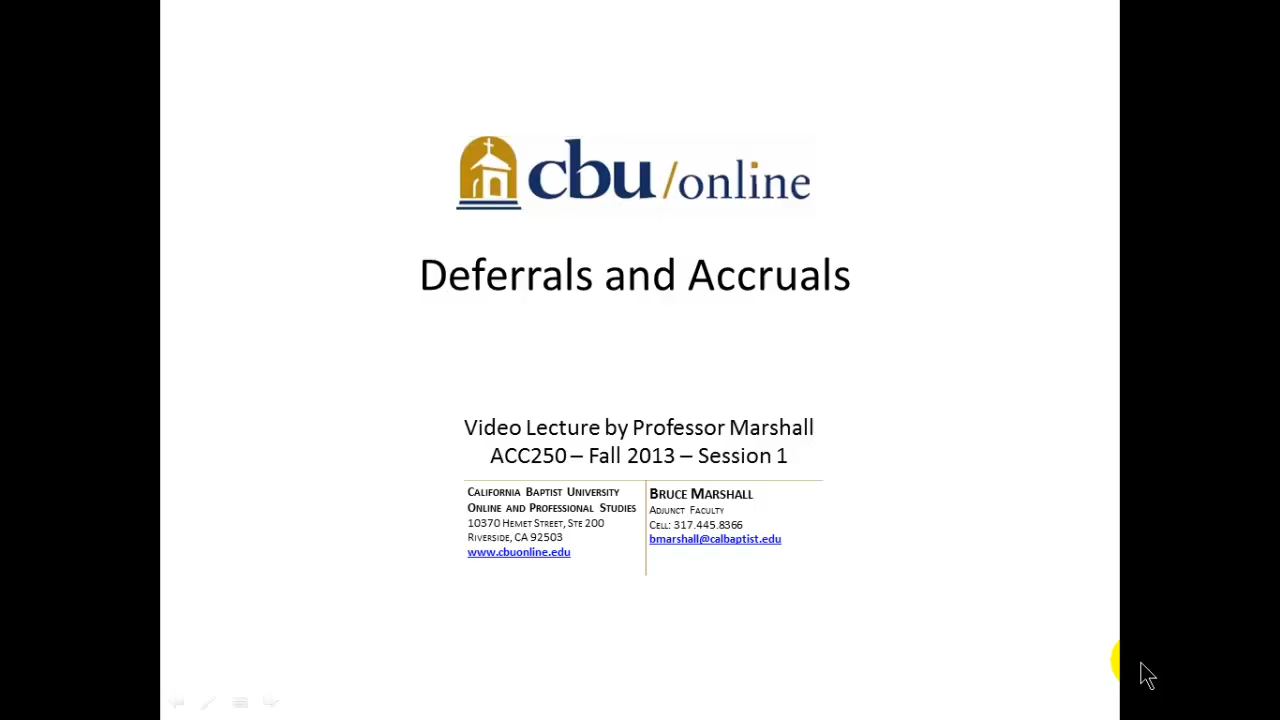 cbu/online
Deferrals and Accruals
Video Lecture by Professor Marshall
ACC250 – Fall 2013 – Session 1
CALIFORNIA BAPTIST UNIVERSITY
ONLINE AND PROFESSIONAL STUDIES
10370 HEMET STREET, STE 200
RIVERSIDE, CA 92503
www.cbuonline.edu
BRUCE MARSHALL
ADJUNCT FACULTY
CELL: 317.445.8366
bmarshall@calbaptist.edu